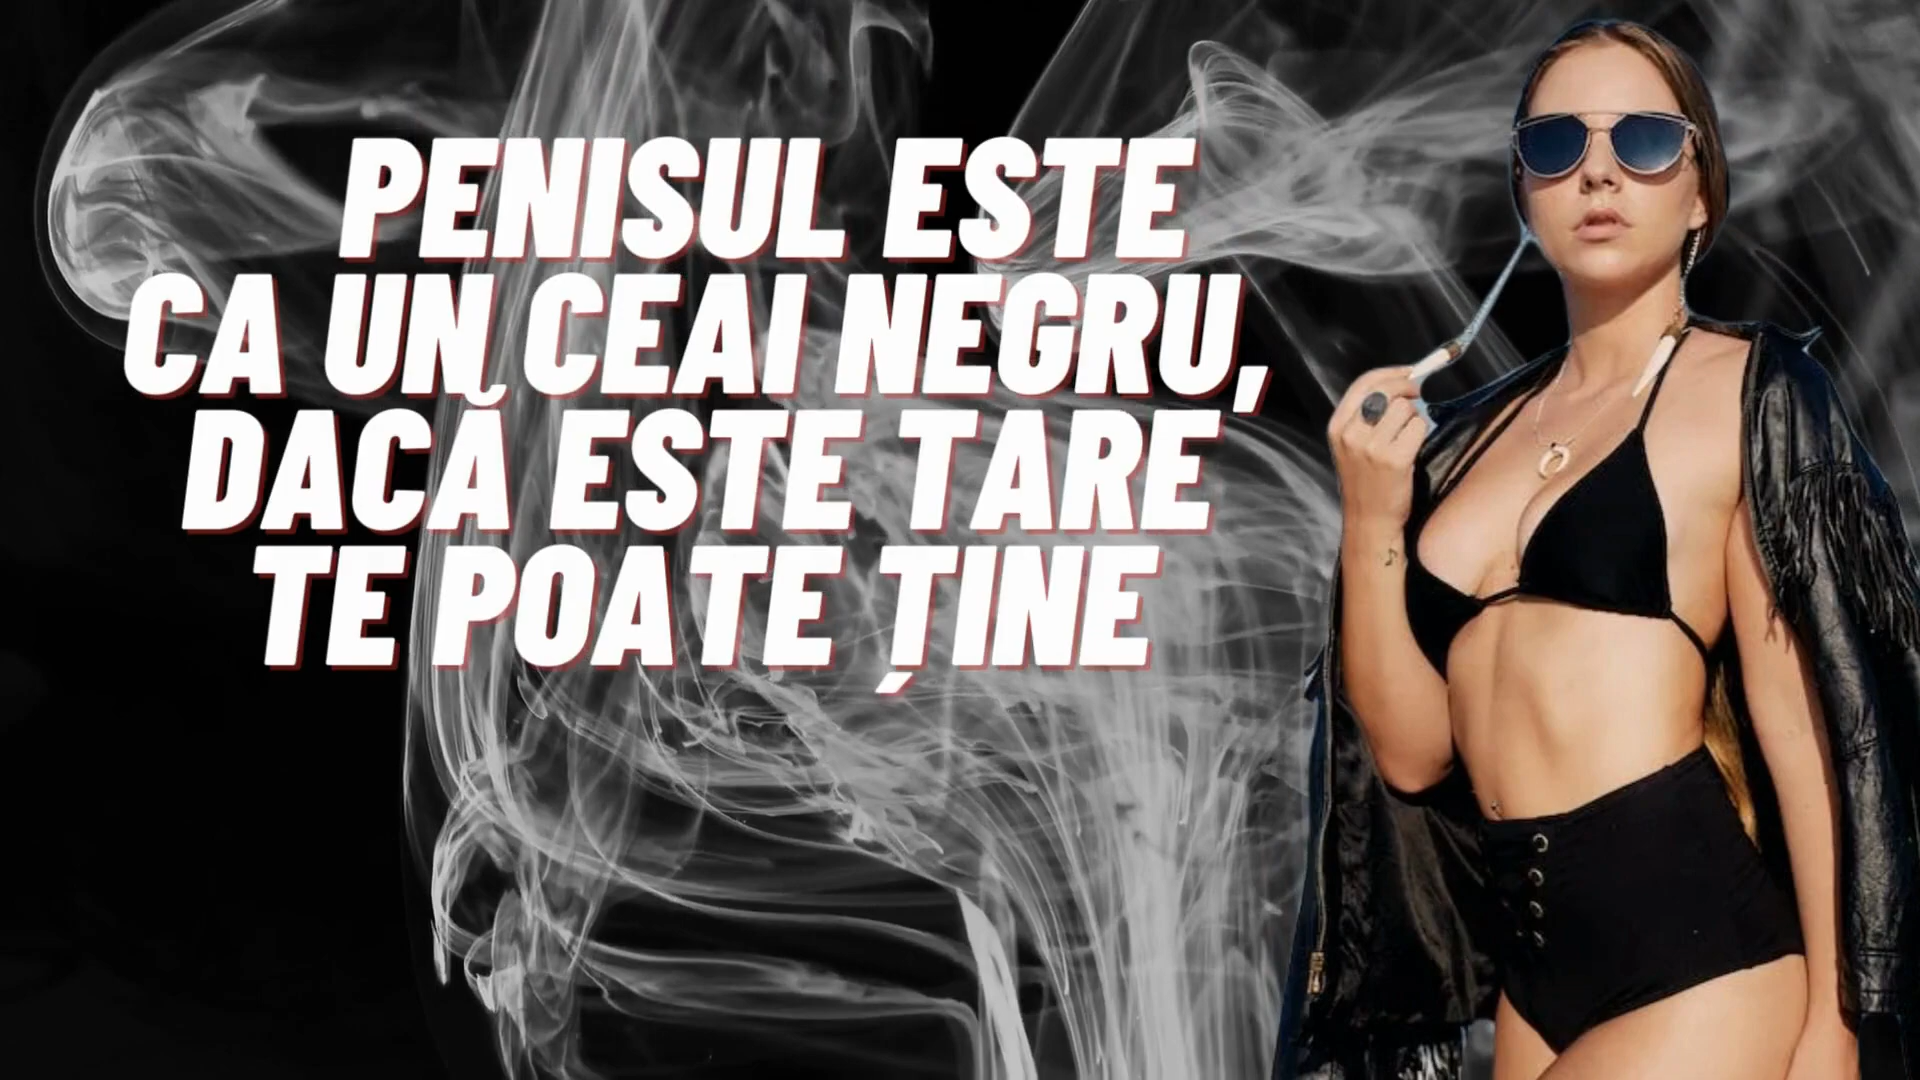 PENISUL ESTE
CA UN CEAI NEGRU,
DACĂ ESTE TARE
TE POATE ȚINE